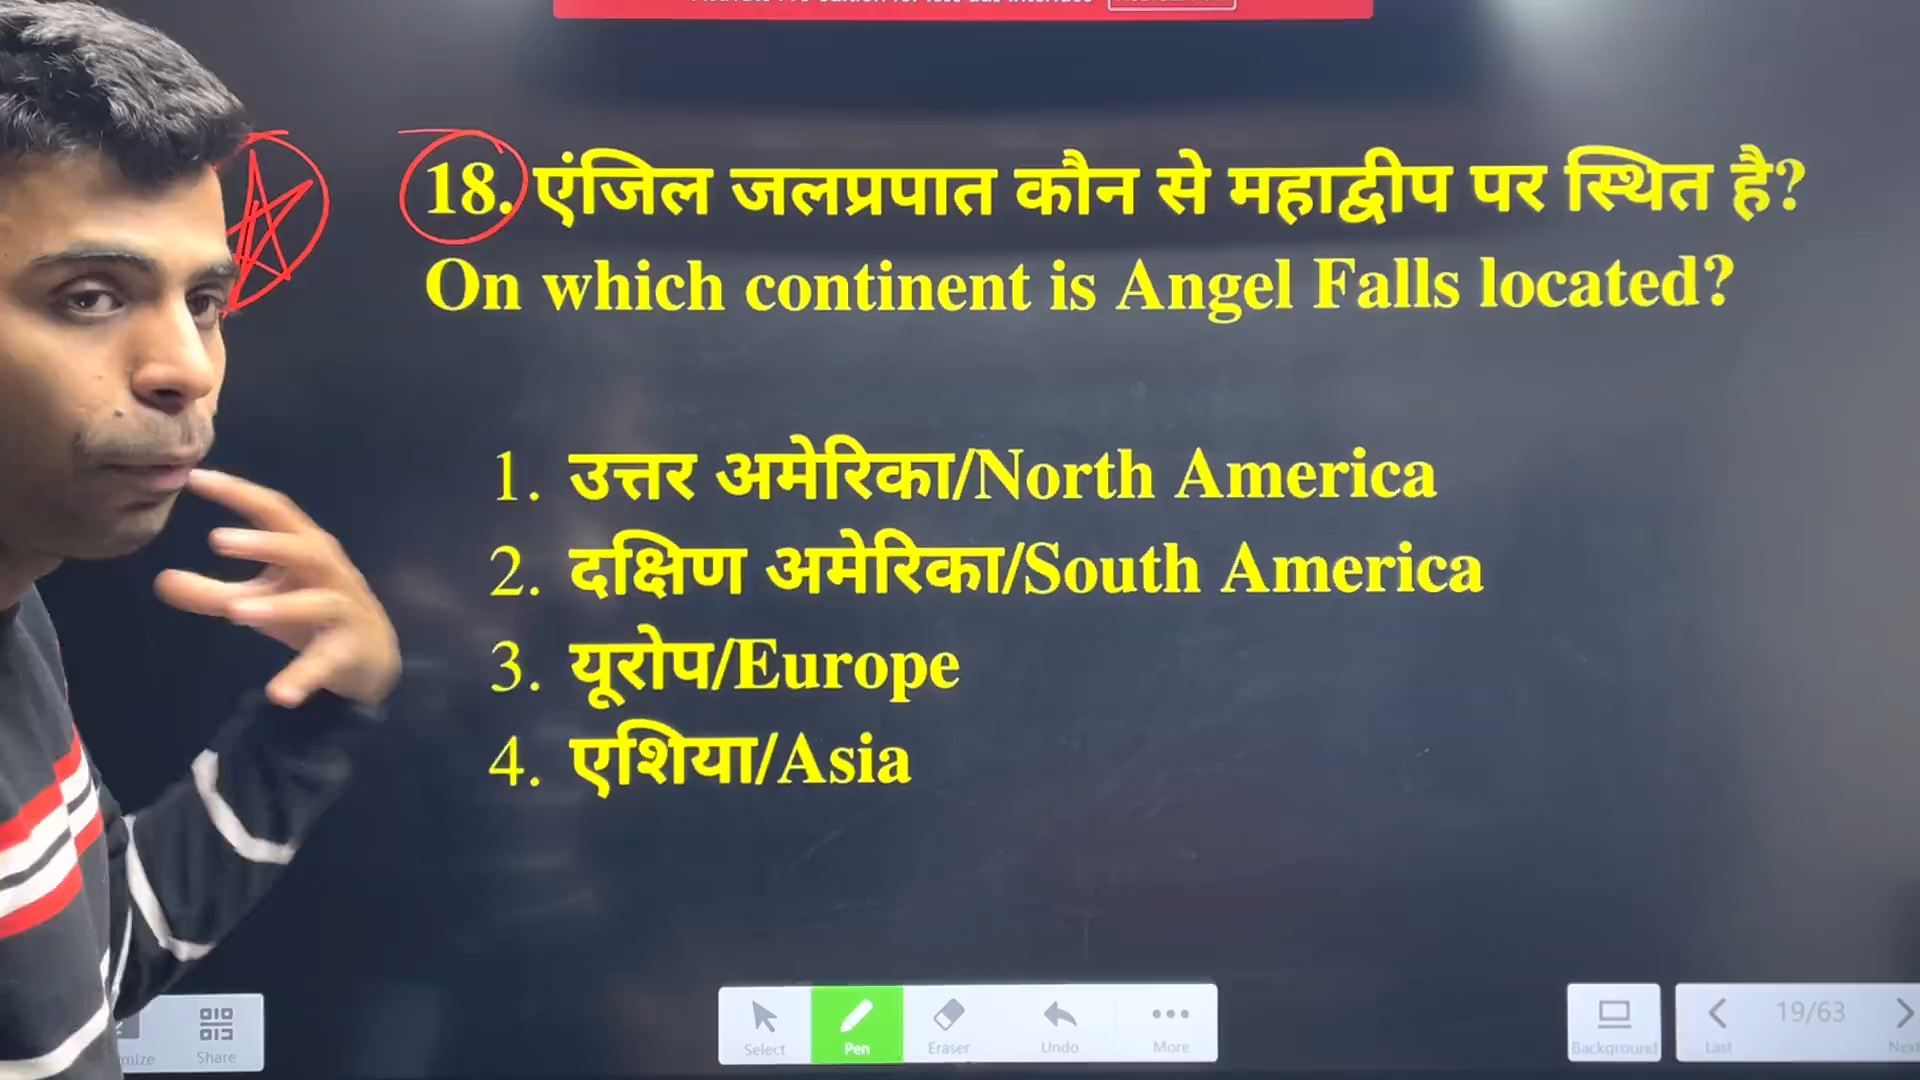 18. एंजिल जलप्रपात कौन से महाद्वीप पर स्थित है?
On which continent is Angel Falls located?
1. उत्तर अमेरिका/North America
2. दक्षिण अमेरिका/South America
3. यूरोप/Europe
4. एशिया/Asia
Share
Select
Pen
Eraser
Undo
More
Background
Last
19/63
Next